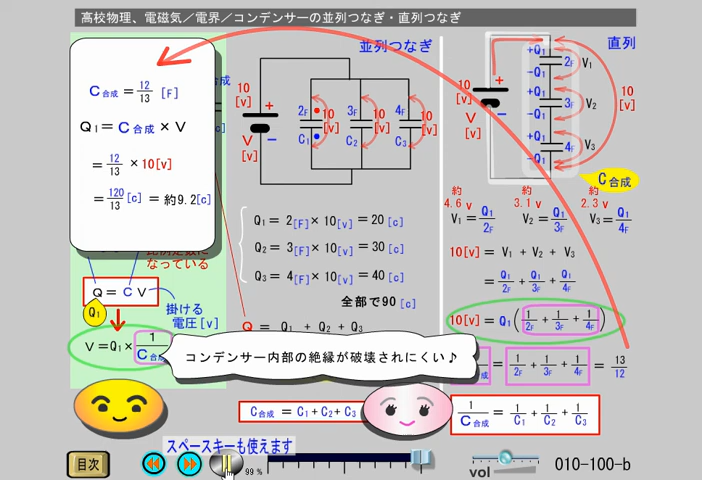 高校物理、電磁気／電界／コンデンサーの並列つなぎ・直列つなぎ
C合成 = 12/13 [F]
Q1 = C合成 × V
= 12/13 × 10[v]
= 120/13 [c] = 約9.2[c]
になっている
Q = C V
Q1
掛ける
電圧[v]
V = Q1 × 1/C合
並列つなぎ
10
[v]
+
V
[v]
−
2F 10[v] C1
3F 10[v] C2
4F 10[v] C3
Q1 = 2[F] × 10[v] = 20 [c]
Q2 = 3[F] × 10[v] = 30 [c]
Q3 = 4[F] × 10[v] = 40 [c]
全部で90 [c]
Q = Q1 + Q2 + Q3
C合成 = C1 + C2 + C3
直列
10
[v]
+Q1 2F V1
−Q1
+Q1 3F V2
−Q1
+Q1 4F V3
−Q1
10
[v]
C合成
約4.6 v 約3.1 v 約2.3 v
V1 = Q1/2F V2 = Q1/3F V3 = Q1/4F
10[v] = V1 + V2 + V3
= Q1/2F + Q1/3F + Q1/4F
10[v] = Q1 ( 1/2F + 1/3F + 1/4F )
= 1/2F + 1/3F + 1/4F = 13/12
1/C合成 = 1/C1 + 1/C2 + 1/C3
コンデンサー内部の絶縁が破壊されにくい♪
スペースキーも使えます
目次
99 %
vol
010-100-b